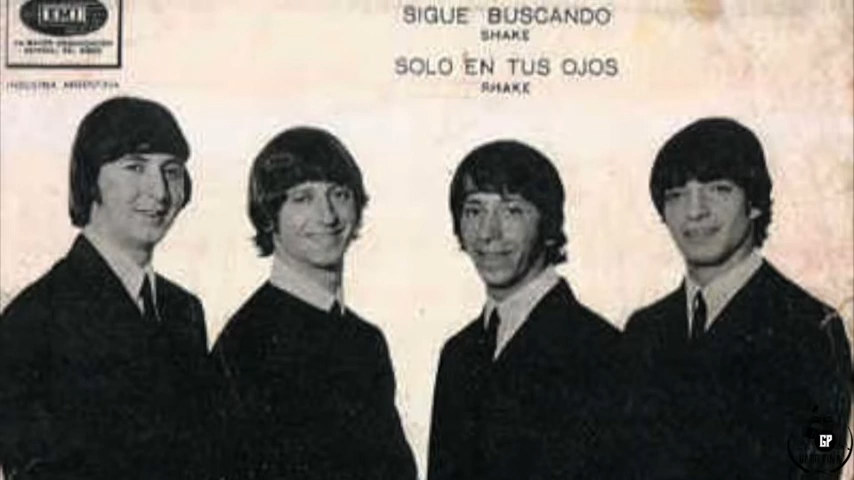 EMI
SIGUE BUSCANDO
SHAKE
SOLO EN TUS OJOS
SHAKE
INDUSTRIA ARGENTINA
GP